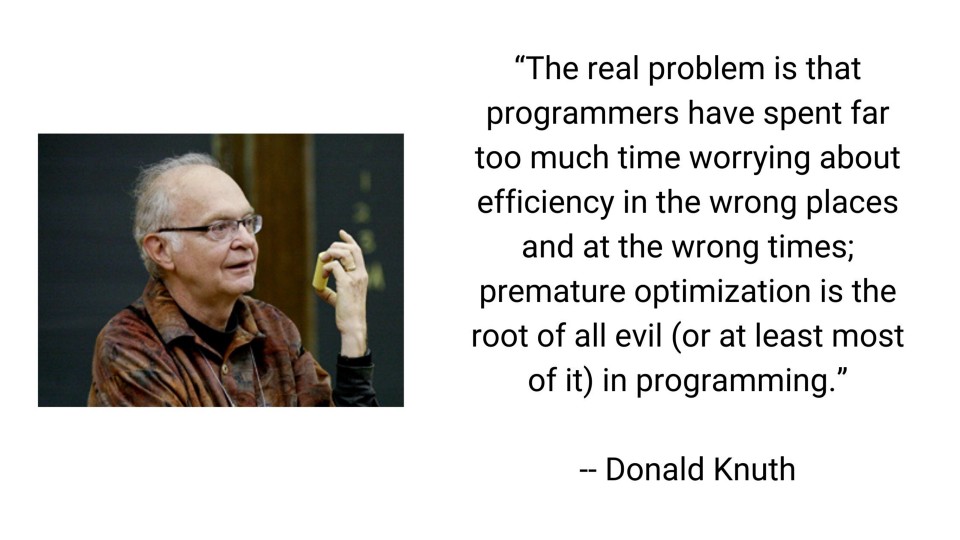 “The real problem is that
programmers have spent far
too much time worrying about
efficiency in the wrong places
and at the wrong times;
premature optimization is the
root of all evil (or at least most
of it) in programming.”
-- Donald Knuth